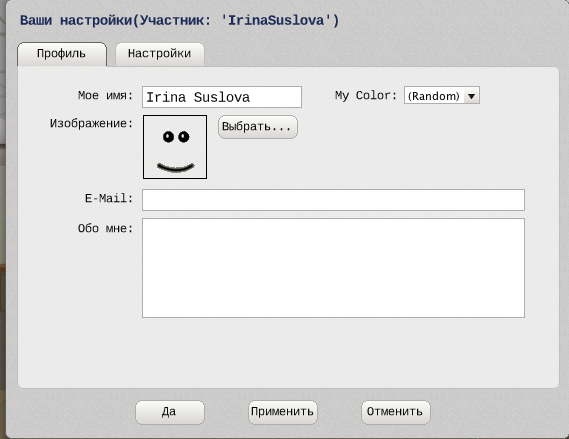 Ваши настройки(Участник: 'IrinaSuslova')
Профиль Настройки
Мое имя: Irina Suslova My Color: (Random)
Изображение: Выбрать...
E-Mail:
Обо мне:
Да Применить Отменить